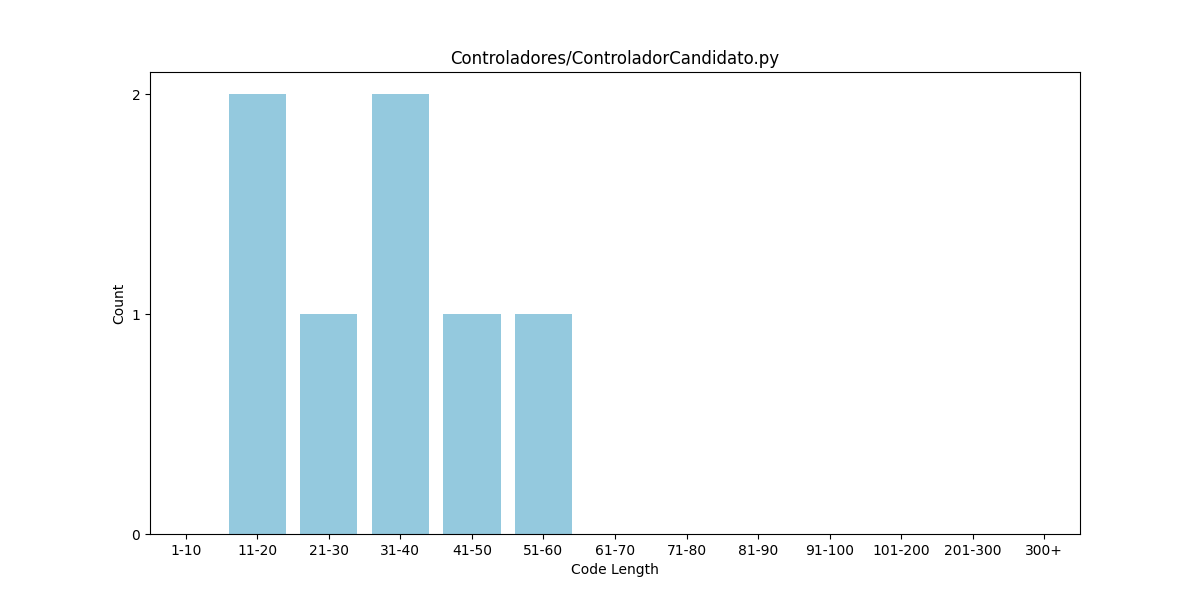 Controladores/ControladorCandidato.py
2
1
0
Count
1-10 11-20 21-30 31-40 41-50 51-60 61-70 71-80 81-90 91-100 101-200 201-300 300+
Code Length